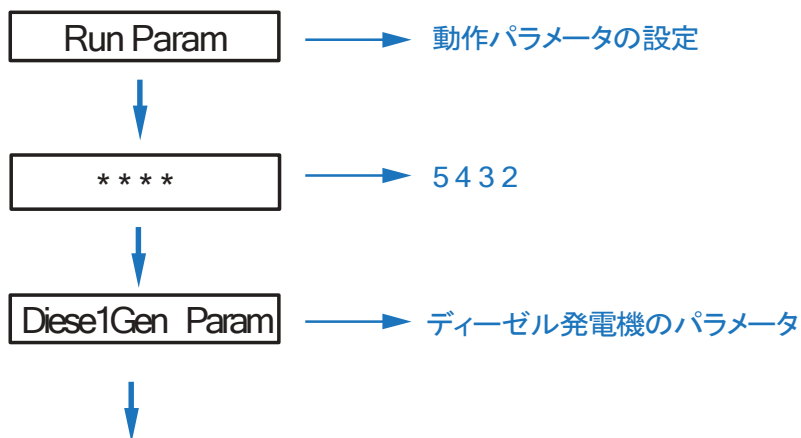 Run Param
動作パラメータの設定
* * * *
5432
Diese1Gen Param
ディーゼル発電機のパラメータ